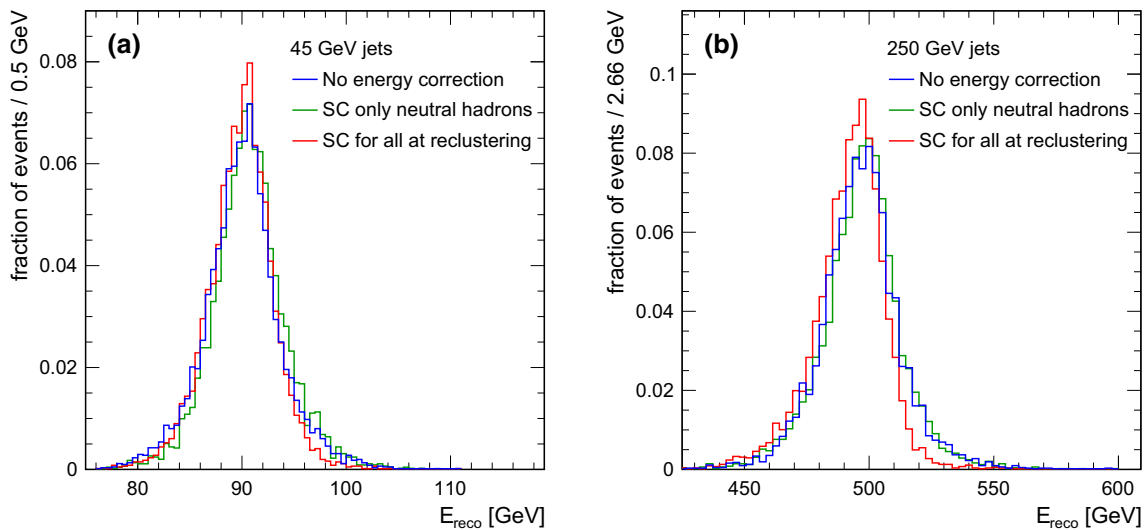 (a)
45 GeV jets
No energy correction
SC only neutral hadrons
SC for all at reclustering
fraction of events / 0.5 GeV
0.08
0.06
0.04
0.02
0
80
90
100
110
E_reco [GeV]
(b)
250 GeV jets
No energy correction
SC only neutral hadrons
SC for all at reclustering
fraction of events / 2.66 GeV
0.1
0.08
0.06
0.04
0.02
0
450
500
550
600
E_reco [GeV]